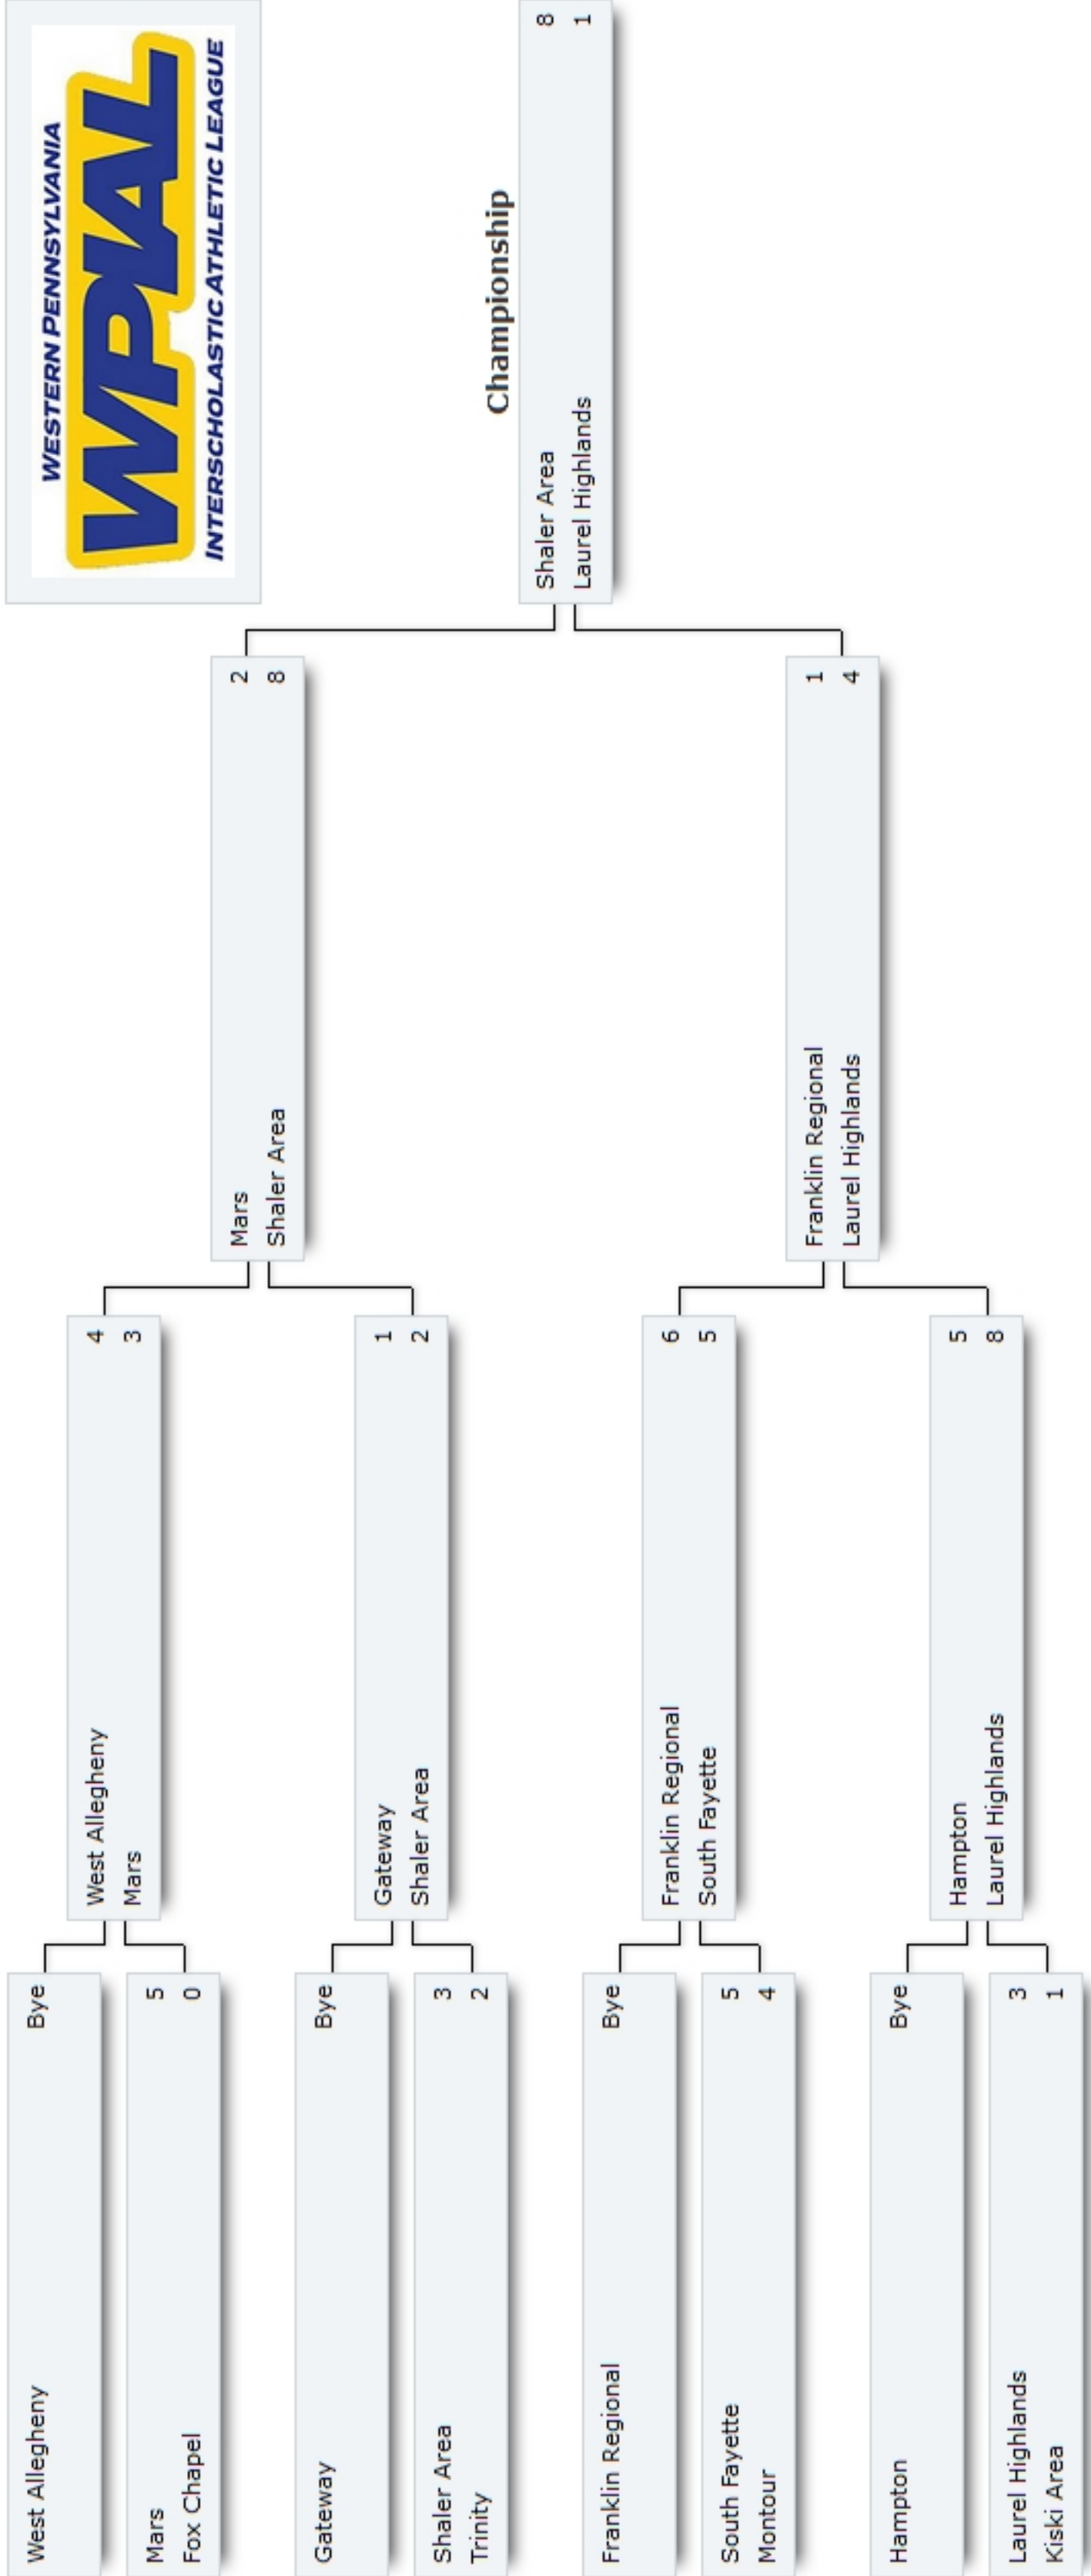 West Allegheny Bye
Mars 5
Fox Chapel 0
Gateway Bye
Shaler Area 3
Trinity 2
Franklin Regional Bye
South Fayette 5
Montour 4
Hampton Bye
Laurel Highlands 3
Kiski Area 1
West Allegheny 4
Mars 3
Gateway 1
Shaler Area 2
Franklin Regional 6
South Fayette 5
Hampton 5
Laurel Highlands 8
Mars 2
Shaler Area 8
Franklin Regional 1
Laurel Highlands 4
WESTERN PENNSYLVANIA
WPIAL
INTERSCHOLASTIC ATHLETIC LEAGUE
Championship
Shaler Area 8
Laurel Highlands 1